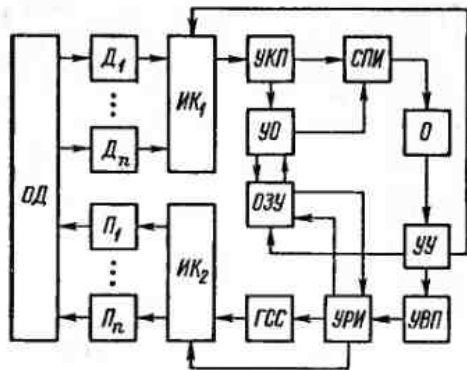 ОД
Д₁
⋮
Дₙ
П₁
⋮
Пₙ
ИК₁
ИК₂
УКП
СПИ
УО
О
ОЗУ
УУ
ГСС
УРИ
УВП